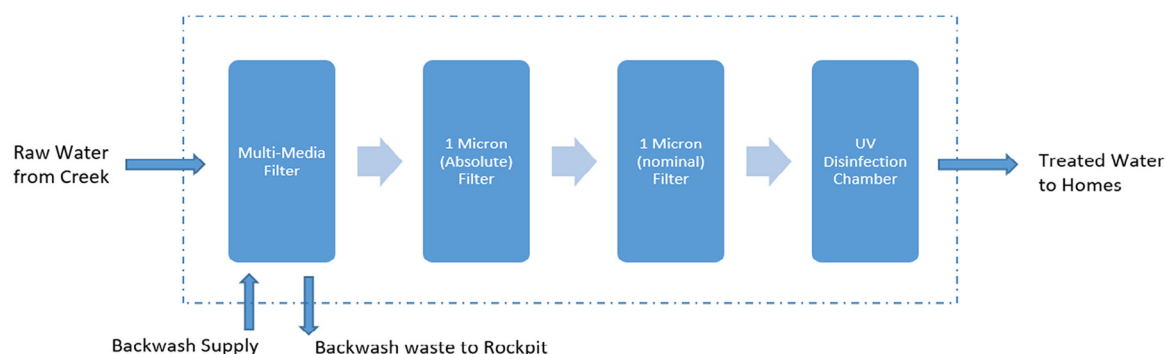 Raw Water
from Creek
Multi-Media
Filter
1 Micron
(Absolute)
Filter
1 Micron
(nominal)
Filter
UV
Disinfection
Chamber
Treated Water
to Homes
Backwash Supply
Backwash waste to Rockpit